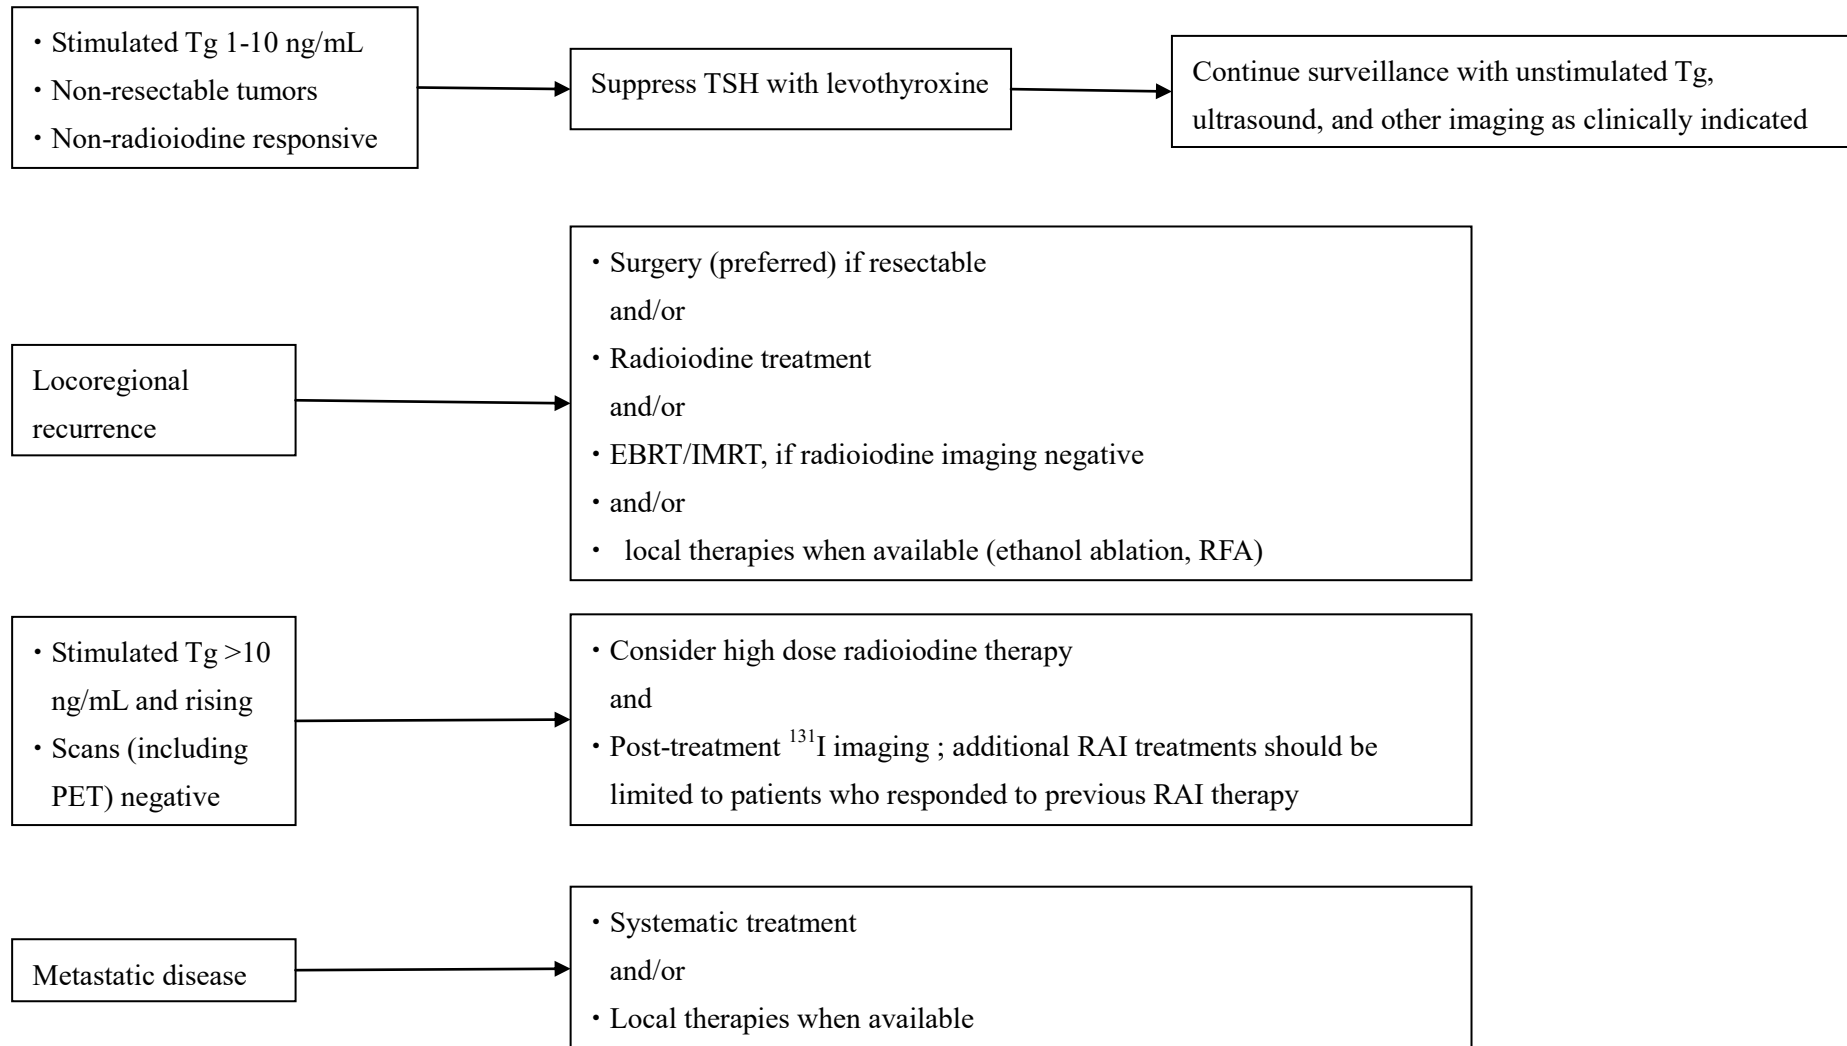 ・Stimulated Tg 1-10 ng/mL
・Non-resectable tumors
・Non-radioiodine responsive
Suppress TSH with levothyroxine
Continue surveillance with unstimulated Tg,
ultrasound, and other imaging as clinically indicated
Locoregional
recurrence
・Surgery (preferred) if resectable
and/or
・Radioiodine treatment
and/or
・EBRT/IMRT, if radioiodine imaging negative
・and/or
・ local therapies when available (ethanol ablation, RFA)
・Stimulated Tg >10
ng/mL and rising
・Scans (including
PET) negative
・Consider high dose radioiodine therapy
and
・Post-treatment ¹³¹I imaging ; additional RAI treatments should be
limited to patients who responded to previous RAI therapy
Metastatic disease
・Systematic treatment
and/or
・Local therapies when available